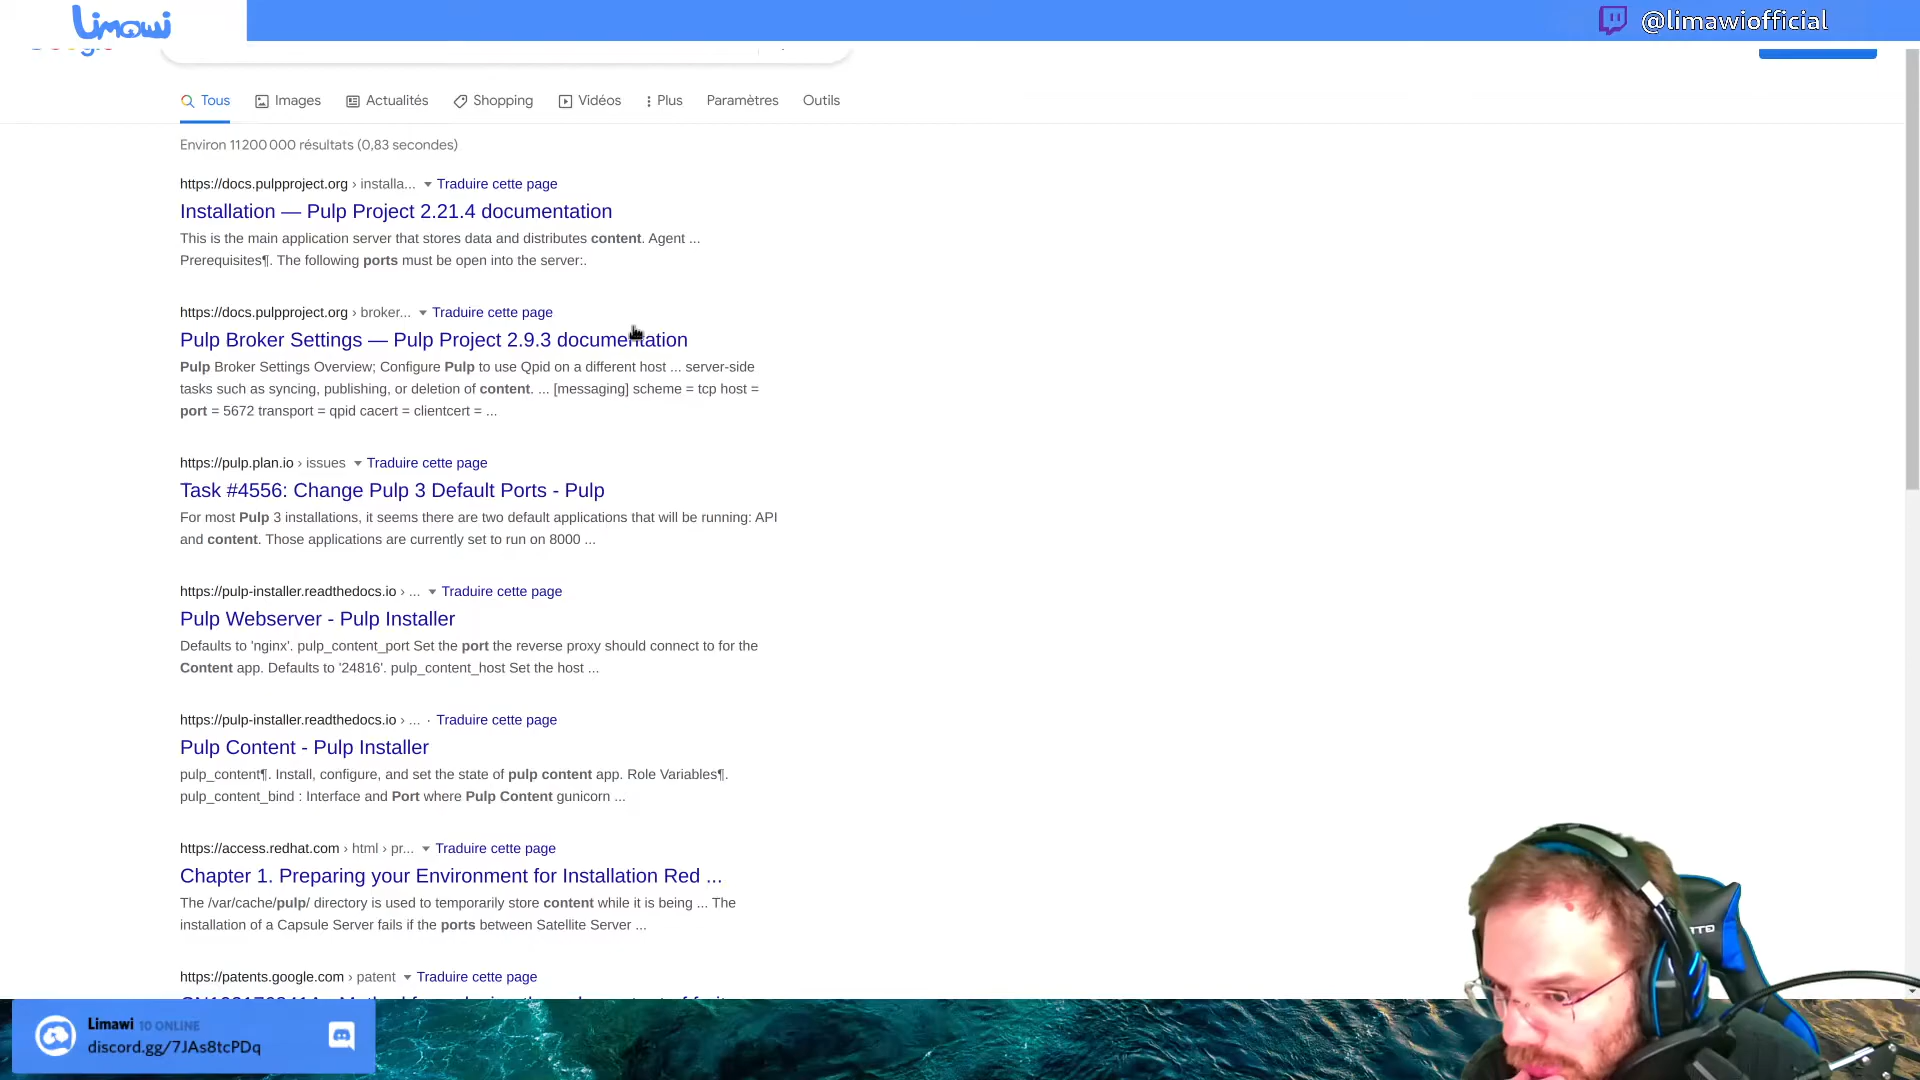 Limawi
@limawiofficial
Tous
Images
Actualités
Shopping
Vidéos
Plus
Paramètres
Outils
Environ 11 200 000 résultats (0,83 secondes)
https://docs.pulpproject.org › installa... Traduire cette page
Installation — Pulp Project 2.21.4 documentation
This is the main application server that stores data and distributes content. Agent ...
Prerequisites¶. The following ports must be open into the server:.
https://docs.pulpproject.org › broker... Traduire cette page
Pulp Broker Settings — Pulp Project 2.9.3 documentation
Pulp Broker Settings Overview; Configure Pulp to use Qpid on a different host ... server-side
tasks such as syncing, publishing, or deletion of content. ... [messaging] scheme = tcp host =
port = 5672 transport = qpid cacert = clientcert = ...
https://pulp.plan.io › issues Traduire cette page
Task #4556: Change Pulp 3 Default Ports - Pulp
For most Pulp 3 installations, it seems there are two default applications that will be running: API
and content. Those applications are currently set to run on 8000 ...
https://pulp-installer.readthedocs.io › ... Traduire cette page
Pulp Webserver - Pulp Installer
Defaults to 'nginx'. pulp_content_port Set the port the reverse proxy should connect to for the
Content app. Defaults to '24816'. pulp_content_host Set the host ...
https://pulp-installer.readthedocs.io › ... · Traduire cette page
Pulp Content - Pulp Installer
pulp_content¶. Install, configure, and set the state of pulp content app. Role Variables¶.
pulp_content_bind : Interface and Port where Pulp Content gunicorn ...
https://access.redhat.com › html › pr... Traduire cette page
Chapter 1. Preparing your Environment for Installation Red ...
The /var/cache/pulp/ directory is used to temporarily store content while it is being ... The
installation of a Capsule Server fails if the ports between Satellite Server ...
https://patents.google.com › patent Traduire cette page
Limawi 10 ONLINE
discord.gg/7JAs8tcPDq